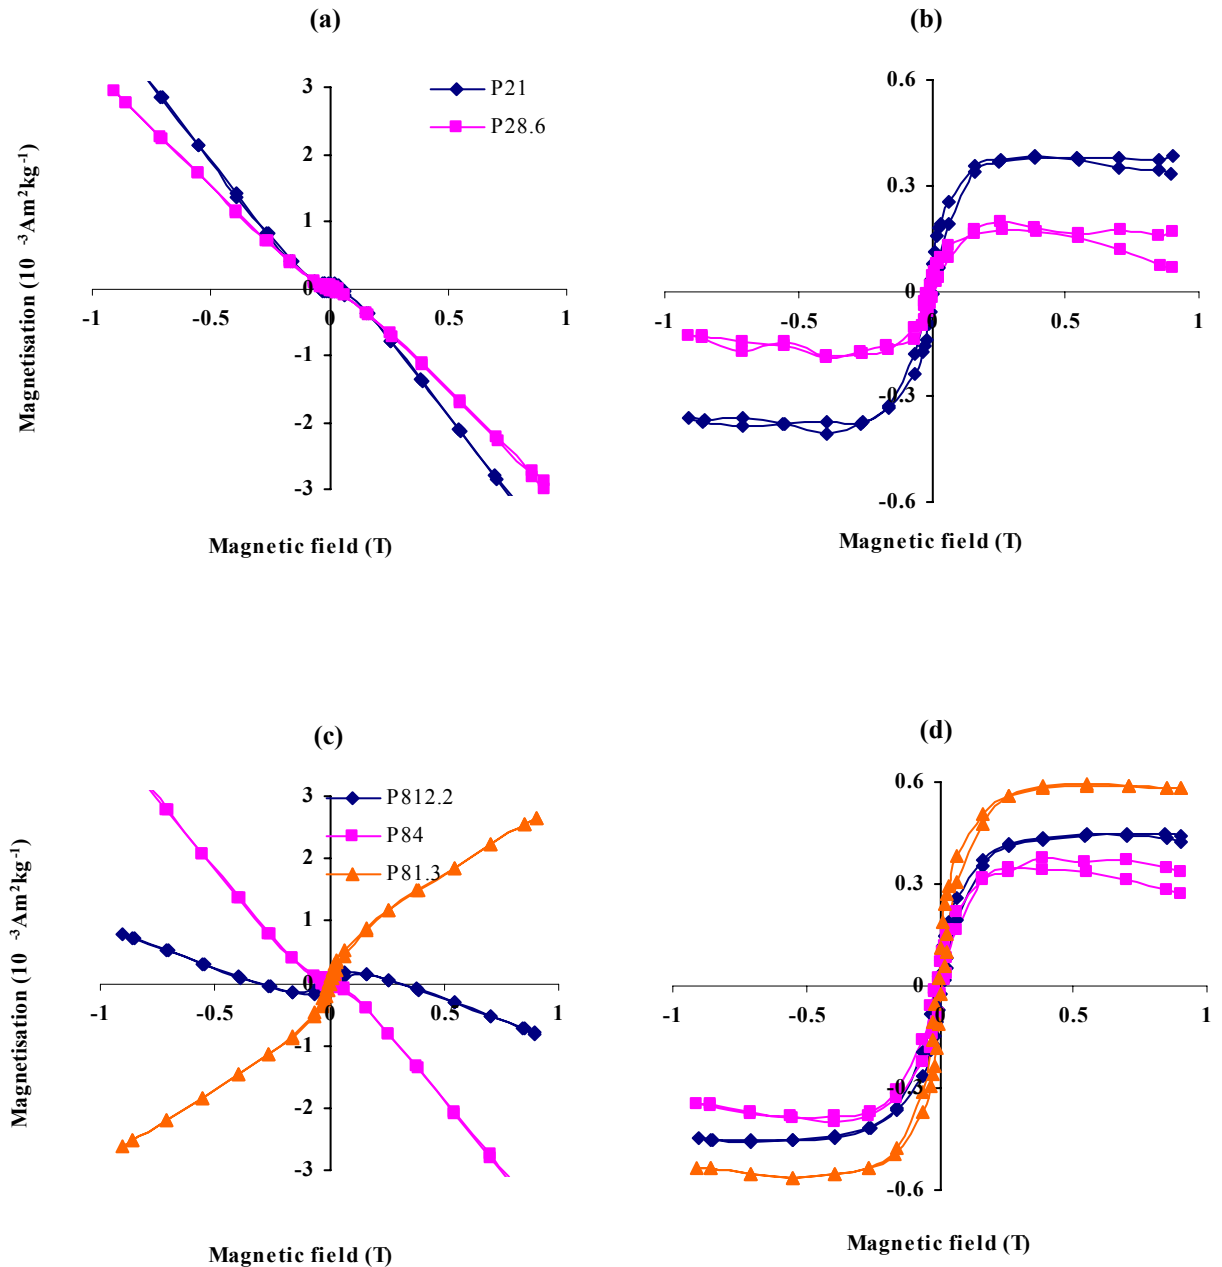 (a)
(b)
Magnetisation (10 -3Am2kg-1)
3
2
1
0
-1
-2
-3
-1 -0.5 0 0.5 1
P21
P28.6
Magnetic field (T)
0.6
0.3
0
-0.3
-0.6
-1 -0.5 0 0.5 1
Magnetic field (T)
(c)
(d)
Magnetisation (10 -3Am2kg-1)
3
2
1
0
-1
-2
-3
-1 -0.5 0 0.5 1
P812.2
P84
P81.3
Magnetic field (T)
0.6
0.3
0
-0.3
-0.6
-1 -0.5 0 0.5 1
Magnetic field (T)